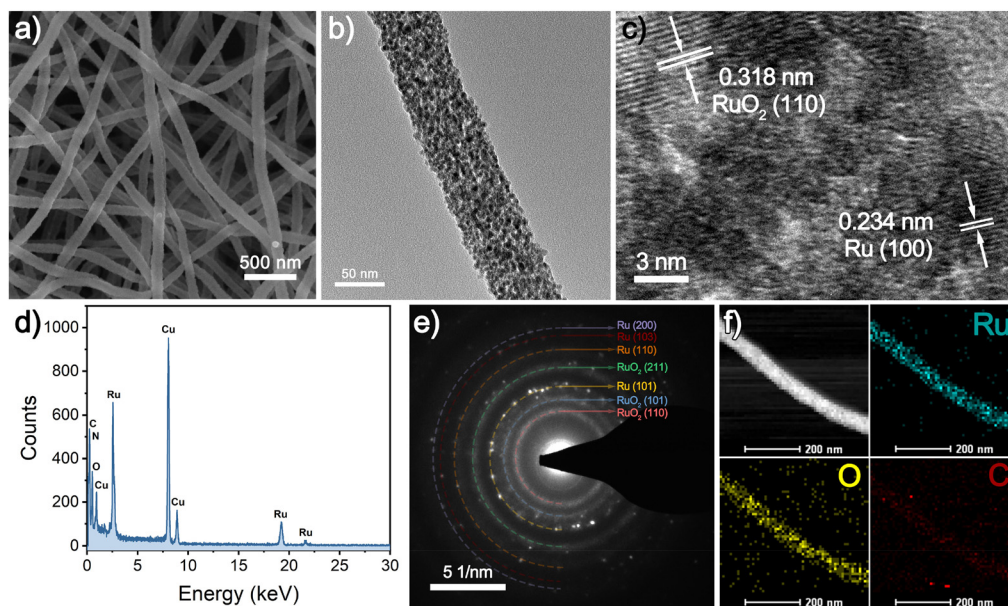 a)
500 nm
b)
50 nm
c)
0.318 nm
RuO₂ (110)
0.234 nm
Ru (100)
3 nm
d)
Counts
1000
800
600
400
200
0
C
N
O
Cu
Ru
Cu
Cu
Ru
Ru
0 5 10 15 20 25 30
Energy (keV)
e)
Ru (200)
Ru (103)
Ru (110)
RuO₂ (211)
Ru (101)
RuO₂ (101)
RuO₂ (110)
5 1/nm
f)
200 nm
Ru
200 nm
O
200 nm
C
200 nm